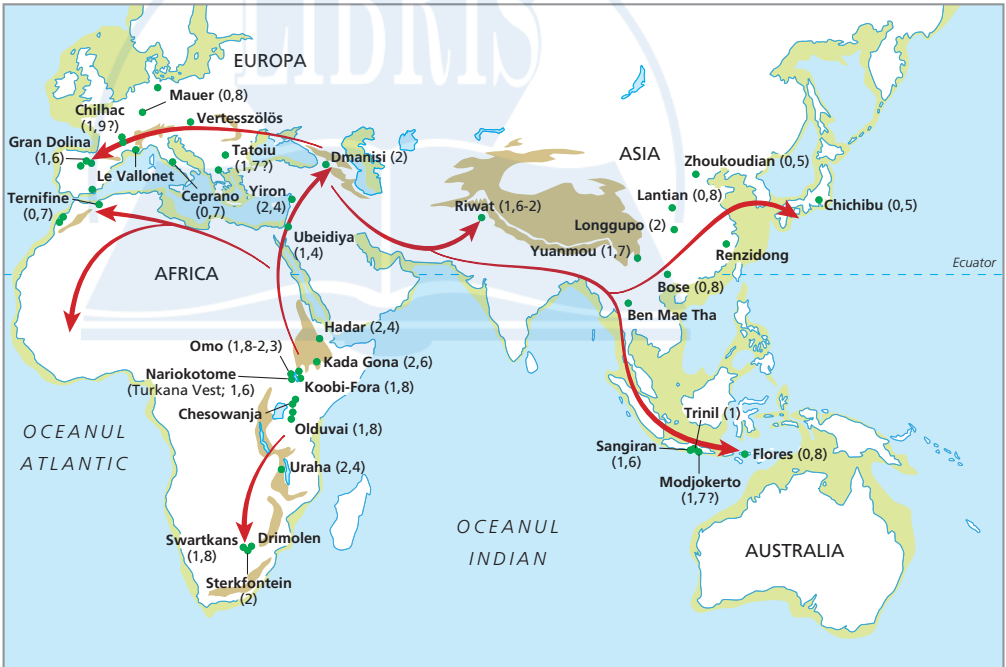 LIBRIS
EUROPA
Mauer (0,8)
Chilhac
(1,9?)
Vertesszölös
Gran Dolina
(1,6)
Tatoiu
(1,7??)
Dmanisi (2)
ASIA
Zhoukoudian (0,5)
Le Vallonet
Ternifine
(0,7)
Ceprano
(0,7)
Yiron
(2,4)
Riwat (1,6-2)
Lantian (0,8)
Chichibu (0,5)
Longgupo (2)
Ubeidiya
(1,4)
Yuanmou (1,7)
Renzidong
Ecuator
AFRICA
Bose (0,8)
Ben Mae Tha
Hadar (2,4)
Omo (1,8-2,3)
Kada Gona (2,6)
Nariokotome
(Turkana Vest; 1,6)
Koobi-Fora (1,8)
Chesowanja
Olduvai (1,8)
Trinil (1)
OCEANUL
ATLANTIC
Sangiran
(1,6)
Flores (0,8)
Uraha (2,4)
Modjokerto
(1,7?)
OCEANUL
INDIAN
Swartkans
(1,8)
Drimolen
AUSTRALIA
Sterkfontein
(2)